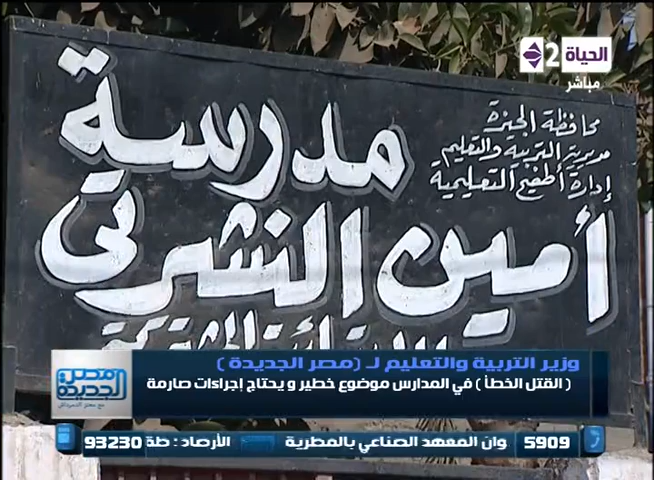 الحياة 2
مباشر
محافظة الجيزة
مديرية التربية والتعليم
إدارة أطفيح التعليمية
مدرسة
أمين النشرتي
الابتدائية المشتركة
وزير التربية والتعليم لـ (مصر الجديدة )
( القتل الخطأ ) في المدارس موضوع خطير و يحتاج إجراءات صارمة
مصر الجديدة
5909
وان المعهد الصناعي بالمطرية
الأرصاد : طة 93230